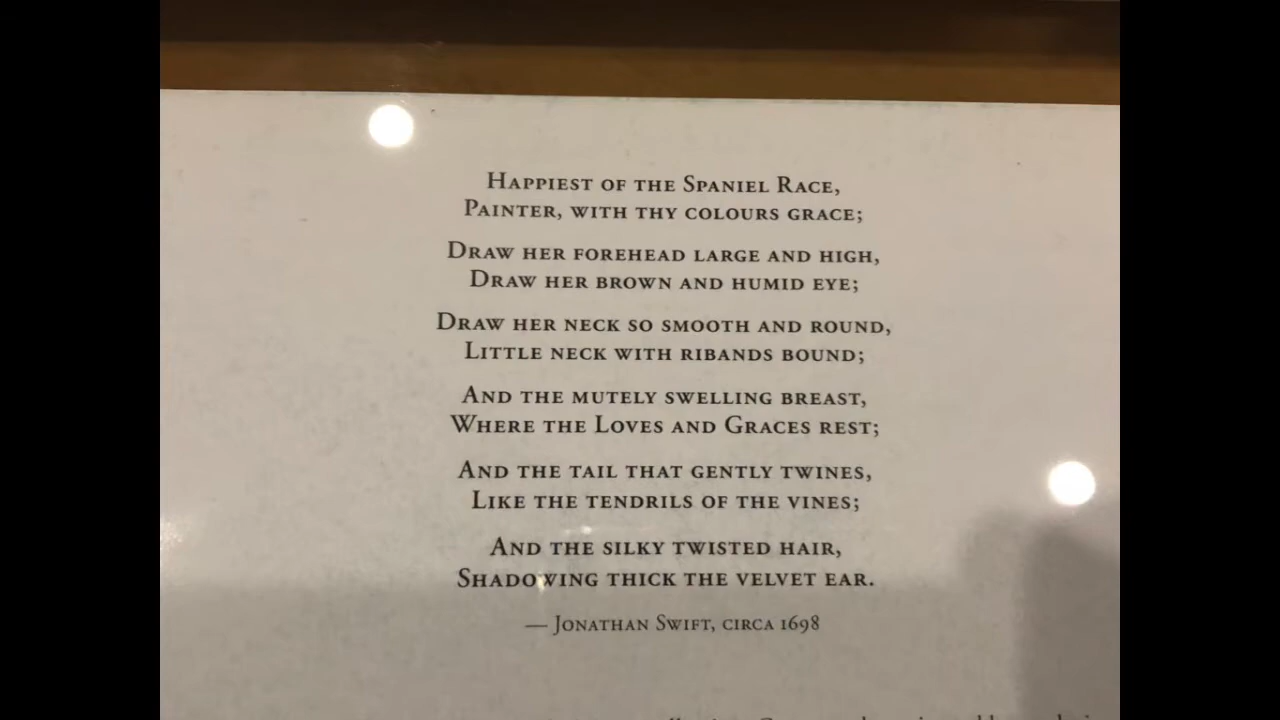 Happiest of the Spaniel Race,
Painter, with thy colours grace;
Draw her forehead large and high,
Draw her brown and humid eye;
Draw her neck so smooth and round,
Little neck with ribands bound;
And the mutely swelling breast,
Where the Loves and Graces rest;
And the tail that gently twines,
Like the tendrils of the vines;
And the silky twisted hair,
Shadowing thick the velvet ear.
— Jonathan Swift, circa 1698